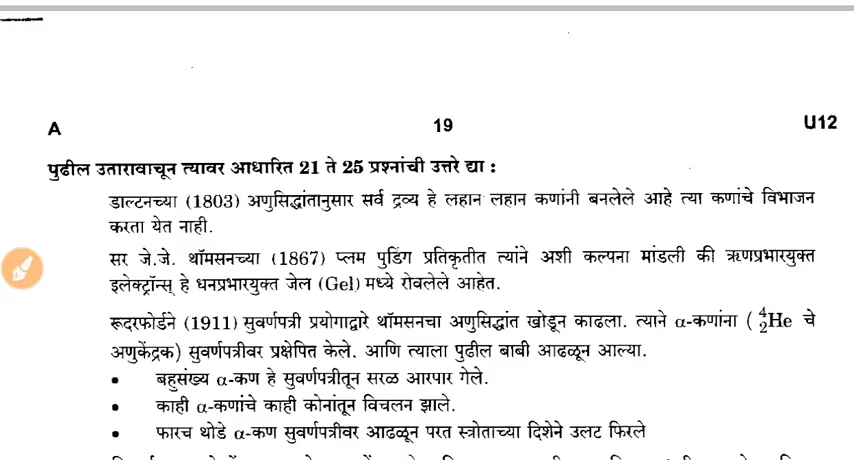 A 19 U12
पुढील उतारावाचून त्यावर आधारित 21 ते 25 प्रश्नांची उत्तरे द्या :
डाल्टनच्या (1803) अणुसिद्धांतानुसार सर्व द्रव्य हे लहान लहान कणांनी बनलेले आहे त्या कणांचे विभाजन
करता येत नाही.
सर जे.जे. थॉमसनच्या (1867) प्लम पुडिंग प्रतिकृतीत त्यांने अशी कल्पना मांडली की ऋणप्रभारयुक्त
इलेक्ट्रॉन्स् हे धनप्रभारयुक्त जेल (Gel) मध्ये रोवलेले आहेत.
रूदरफोर्डने (1911) सुवर्णपत्री प्रयोगाद्वारे थॉमसनचा अणुसिद्धांत खोडून काढला. त्याने α-कणांना ( ⁴₂He चे
अणुकेंद्रक) सुवर्णपत्रीवर प्रक्षेपित केले. आणि त्याला पुढील बाबी आढळून आल्या.
• बहुसंख्य α-कण हे सुवर्णपत्रीतून सरळ आरपार गेले.
• काही α-कणांचे काही कोनांतून विचलन झाले.
• फारच थोडे α-कण सुवर्णपत्रीवर आढळून परत स्त्रोताच्या दिशेने उलट फिरले